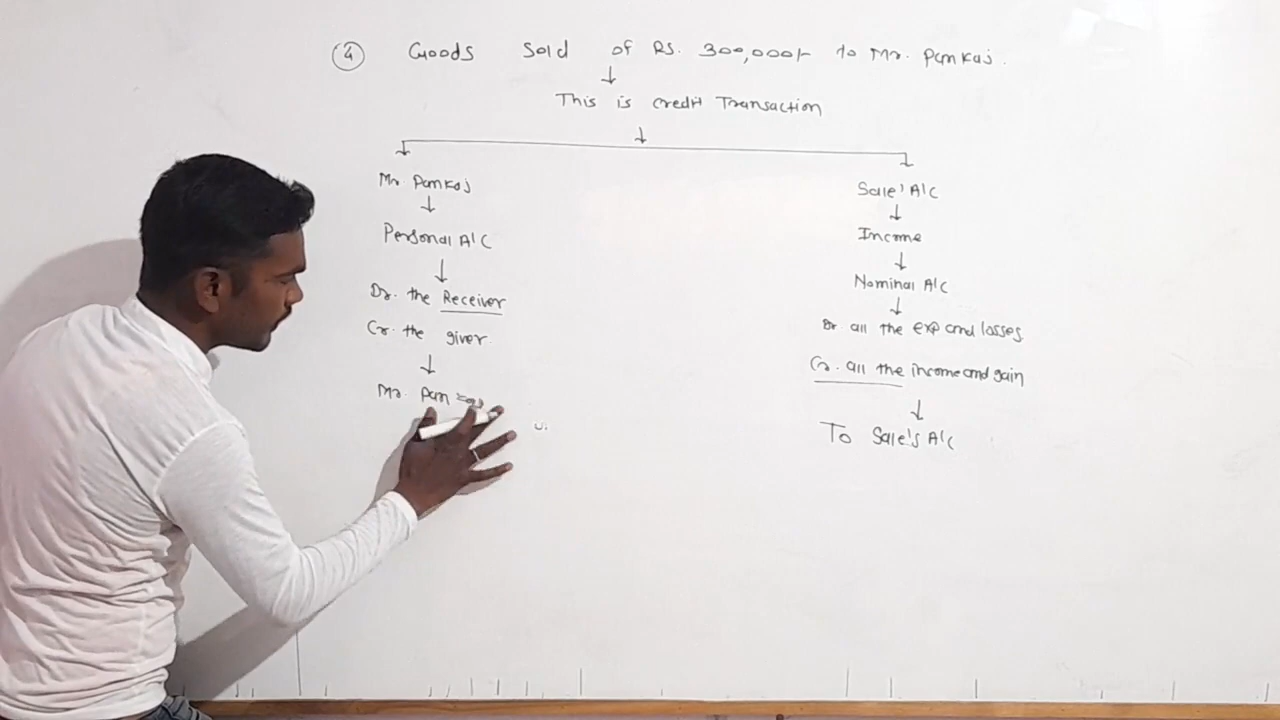 4 Goods Sold of Rs. 300,000/- to Mr. Pankaj.
This is credit Transaction
Mr. Pankaj
Personal A/C
Dr. the Receiver
Cr. the giver.
Mr. Pan
Sale's A/C
Income
Nominal A/C
Dr all the exp and losses
Cr. all the income and gain
To Sale's A/C